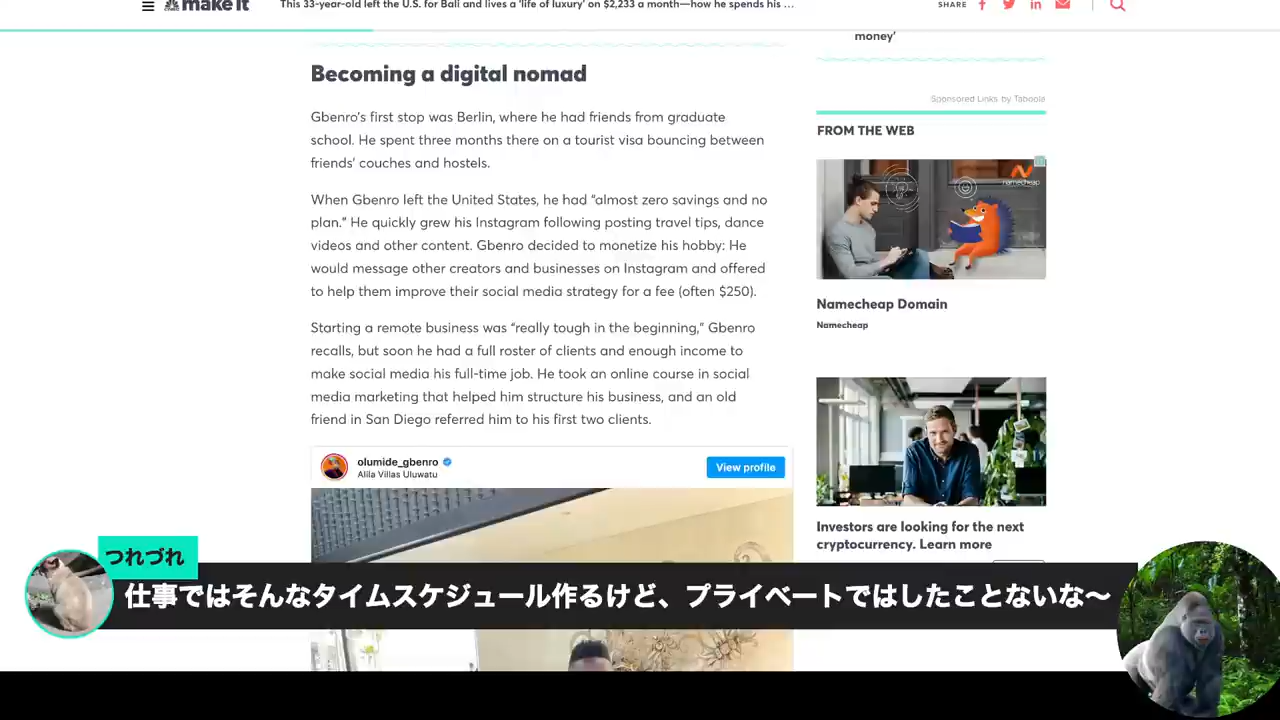 make it
This 33-year-old left the U.S. for Bali and lives a 'life of luxury' on $2,233 a month—how he spends his ...
SHARE
money'
Sponsored Links by Taboola
FROM THE WEB
namecheap
Namecheap Domain
Namecheap
Investors are looking for the next
cryptocurrency. Learn more
Becoming a digital nomad
Gbenro's first stop was Berlin, where he had friends from graduate
school. He spent three months there on a tourist visa bouncing between
friends' couches and hostels.
When Gbenro left the United States, he had "almost zero savings and no
plan." He quickly grew his Instagram following posting travel tips, dance
videos and other content. Gbenro decided to monetize his hobby: He
would message other creators and businesses on Instagram and offered
to help them improve their social media strategy for a fee (often $250).
Starting a remote business was "really tough in the beginning," Gbenro
recalls, but soon he had a full roster of clients and enough income to
make social media his full-time job. He took an online course in social
media marketing that helped him structure his business, and an old
friend in San Diego referred him to his first two clients.
olumide_gbenro
Alila Villas Uluwatu
View profile
つれづれ
仕事ではそんなタイムスケジュール作るけど、プライベートではしたことないな〜